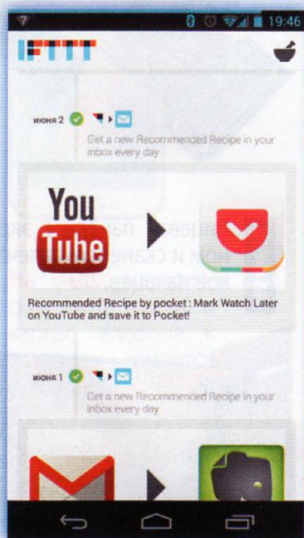 19:46
IFTTT
июня 2
Get a new Recommended Recipe in your
inbox every day
You
Tube
Recommended Recipe by pocket : Mark Watch Later
on YouTube and save it to Pocket!
июня 1
Get a new Recommended Recipe in your
inbox every day